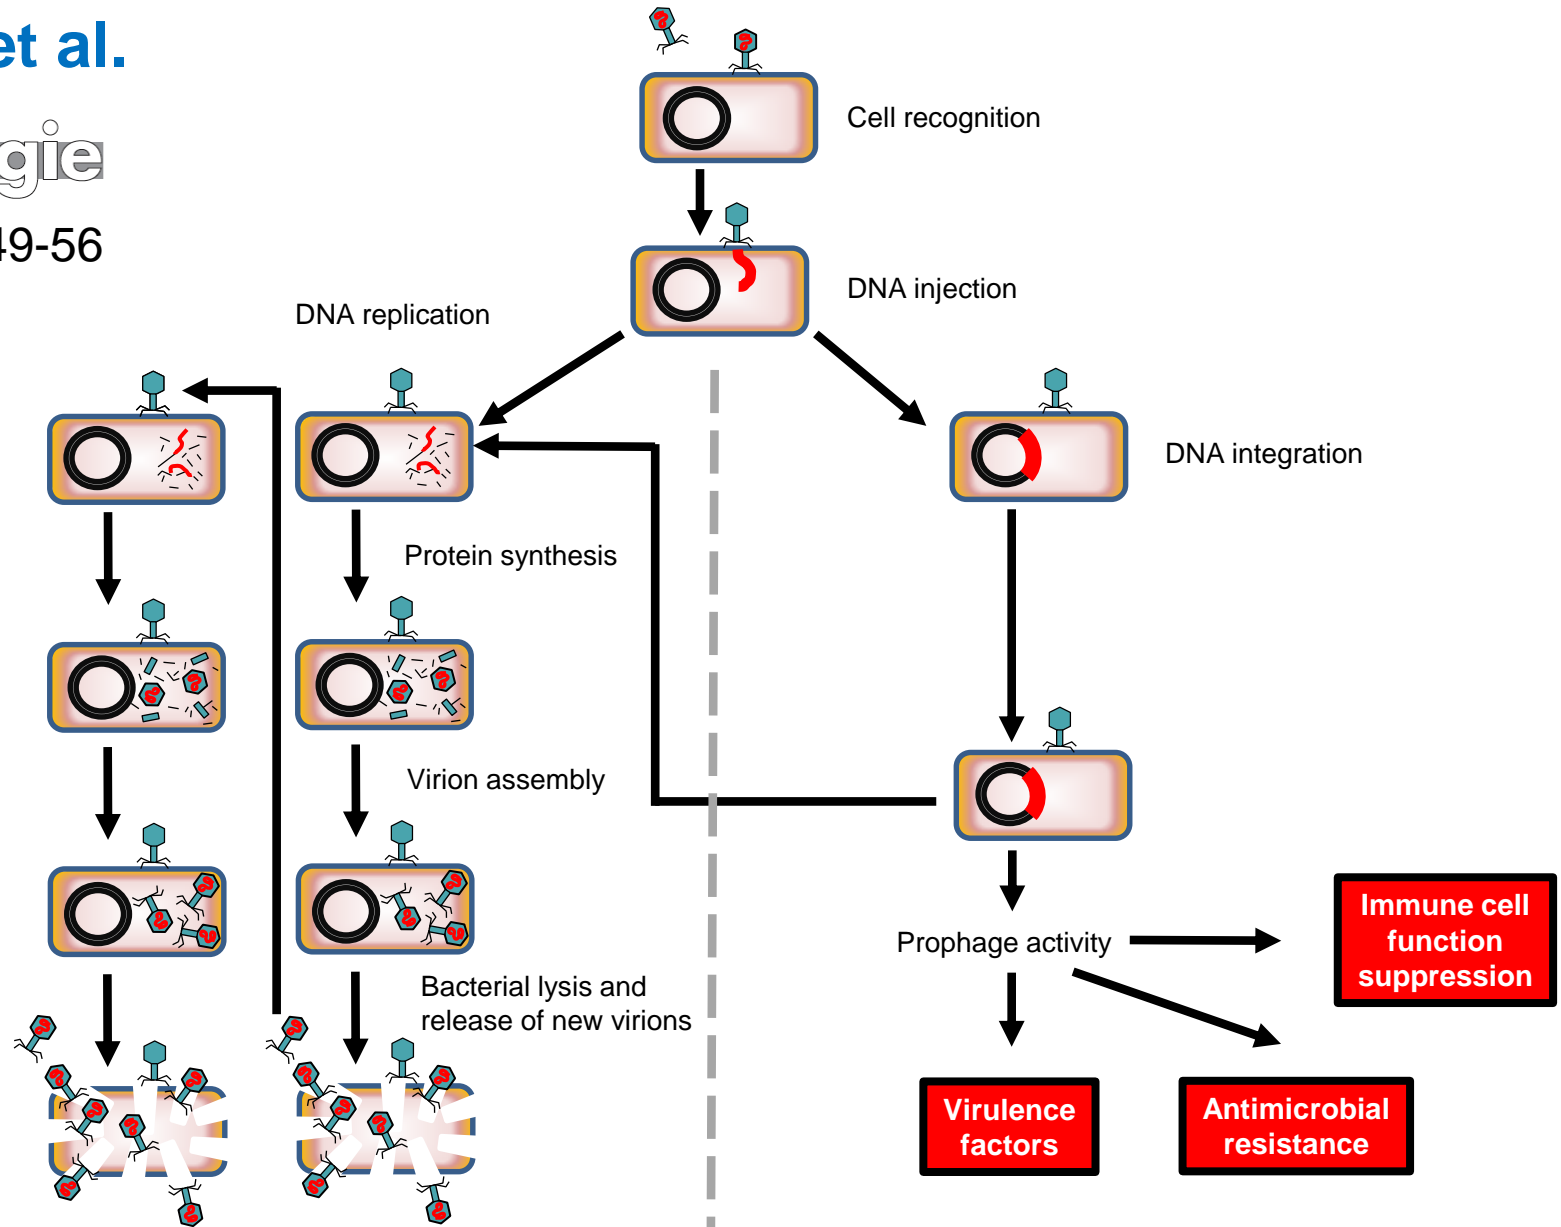 et al.
gie
49-56
Cell recognition
DNA injection
DNA replication
DNA integration
Protein synthesis
Virion assembly
Bacterial lysis and
release of new virions
Prophage activity
Immune cell
function
suppression
Virulence
factors
Antimicrobial
resistance